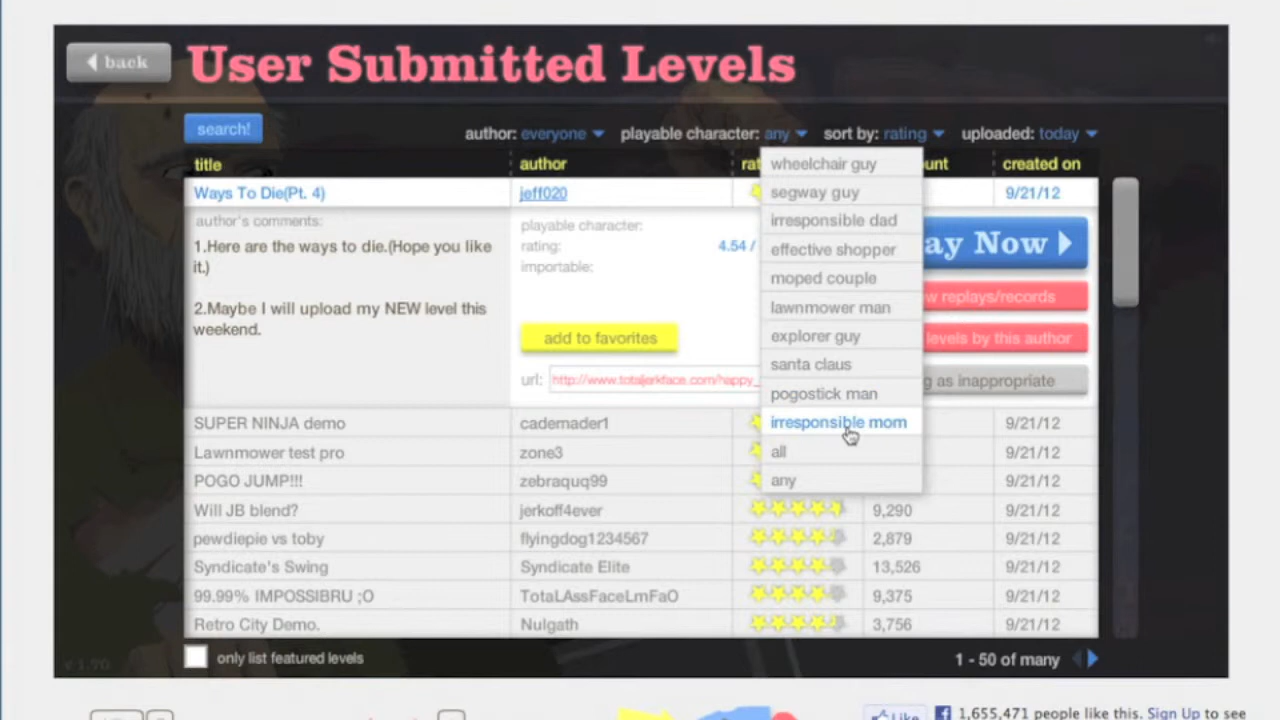 back
User Submitted Levels
search!
author: everyone playable character: any sort by: rating uploaded: today
title author rat unt created on
Ways To Die(Pt. 4) jeff020 9/21/12
author's comments:
1.Here are the ways to die.(Hope you like
it.)
2.Maybe I will upload my NEW level this
weekend.
playable character:
rating: 4.54 /
importable:
add to favorites
url: http://www.totaljerkface.com/happy_
ay Now
w replays/records
levels by this author
g as inappropriate
wheelchair guy
segway guy
irresponsible dad
effective shopper
moped couple
lawnmower man
explorer guy
santa claus
pogostick man
irresponsible mom
all
any
SUPER NINJA demo cademader1 9/21/12
Lawnmower test pro zone3 9/21/12
POGO JUMP!!! zebraquq99 9/21/12
Will JB blend? jerkoff4ever 9,290 9/21/12
pewdiepie vs toby flyingdog1234567 2,879 9/21/12
Syndicate's Swing Syndicate Elite 13,526 9/21/12
99.99% IMPOSSIBRU ;O TotaLAssFaceLmFaO 9,375 9/21/12
Retro City Demo. Nulgath 3,756 9/21/12
only list featured levels
1 - 50 of many
v 1.70
Like 1,655,471 people like this. Sign Up to see